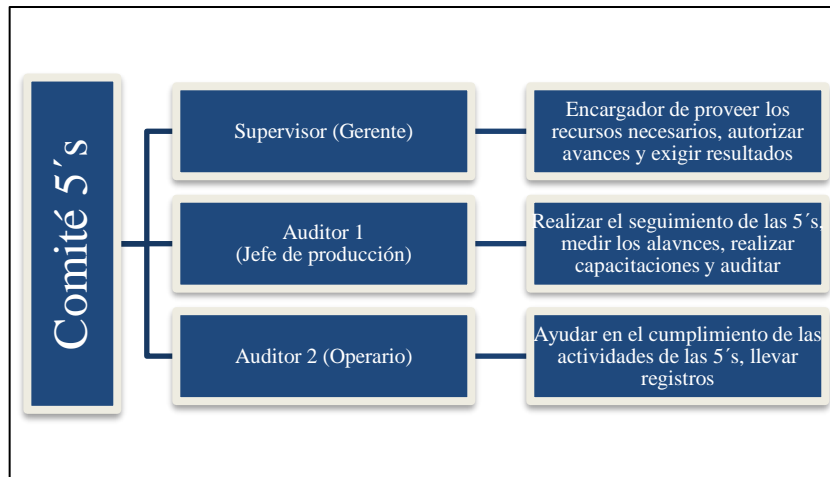 Comité 5´s
Supervisor (Gerente)
Encargador de proveer los
recursos necesarios, autorizar
avances y exigir resultados
Auditor 1
(Jefe de producción)
Realizar el seguimiento de las 5´s,
medir los alavnces, realizar
capacitaciones y auditar
Auditor 2 (Operario)
Ayudar en el cumplimiento de las
actividades de las 5´s, llevar
registros